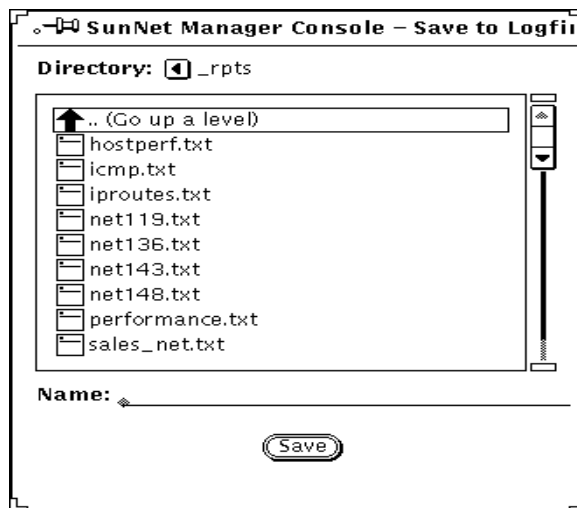 SunNet Manager Console – Save to Logfi
Directory: _rpts
.. (Go up a level)
hostperf.txt
icmp.txt
iproutes.txt
net119.txt
net136.txt
net143.txt
net148.txt
performance.txt
sales_net.txt
Name:
Save